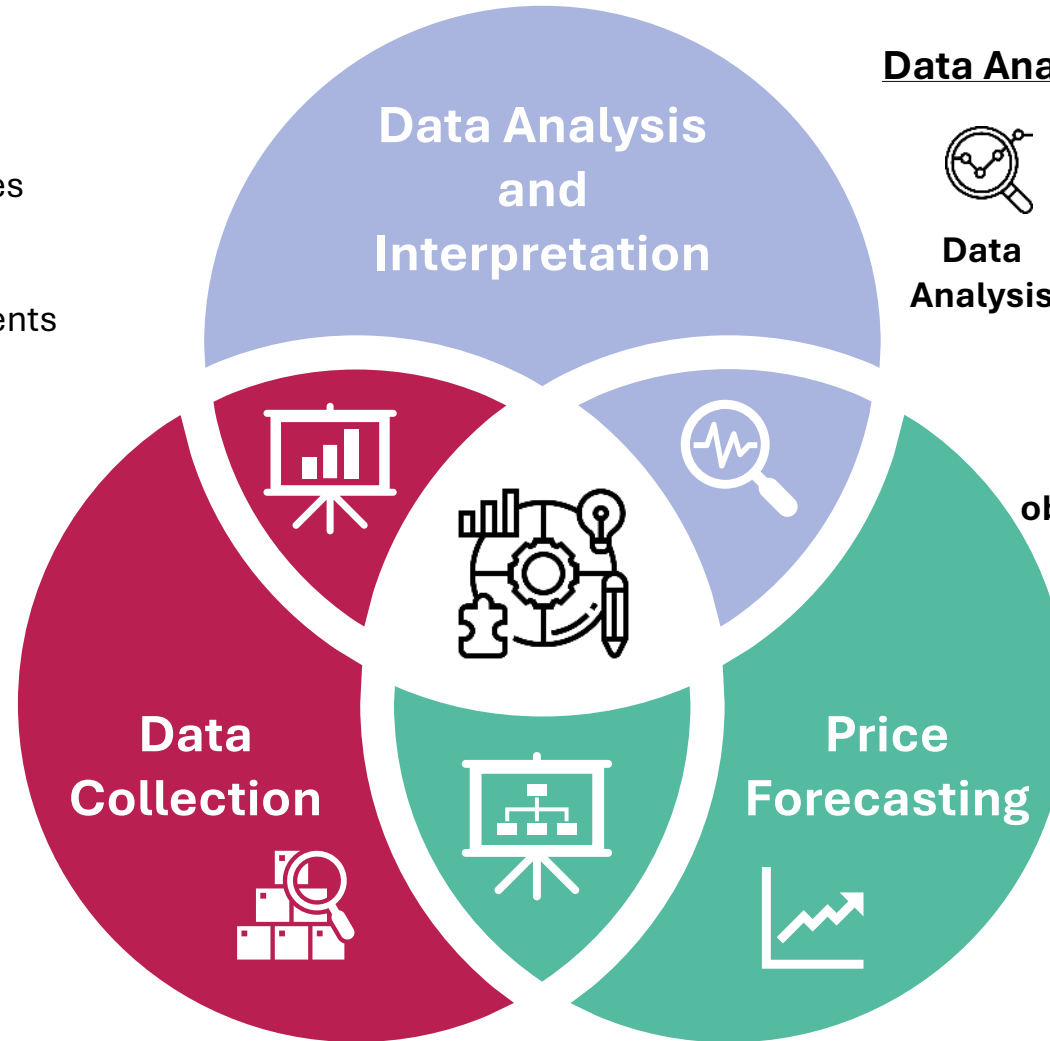 Data Ana
Data Analysis
and
Interpretation
es
Data
Analysis
ents
ob
Data
Collection
Price
Forecasting